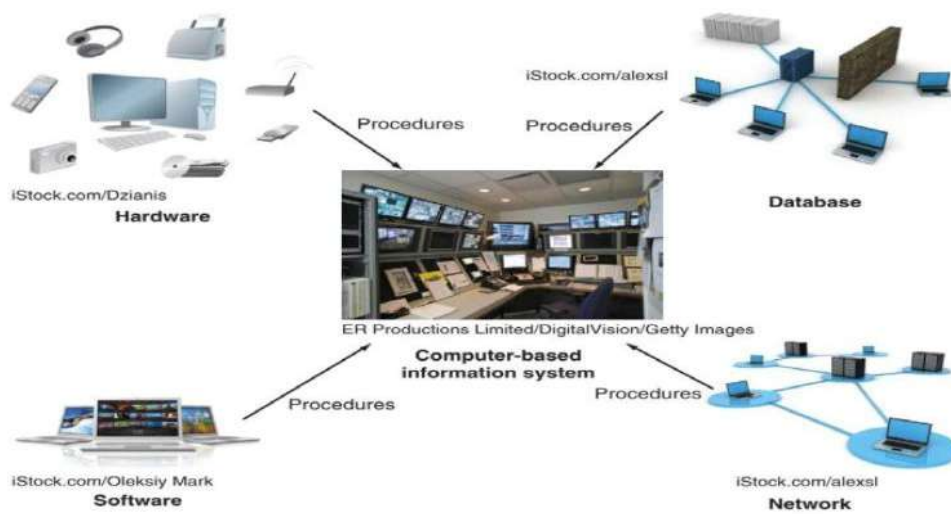 iStock.com/alexsl
Procedures
Procedures
iStock.com/Dzianis
Hardware
Database
ER Productions Limited/DigitalVision/Getty Images
Computer-based
information system
Procedures
Procedures
iStock.com/Oleksiy Mark
Software
iStock.com/alexsl
Network